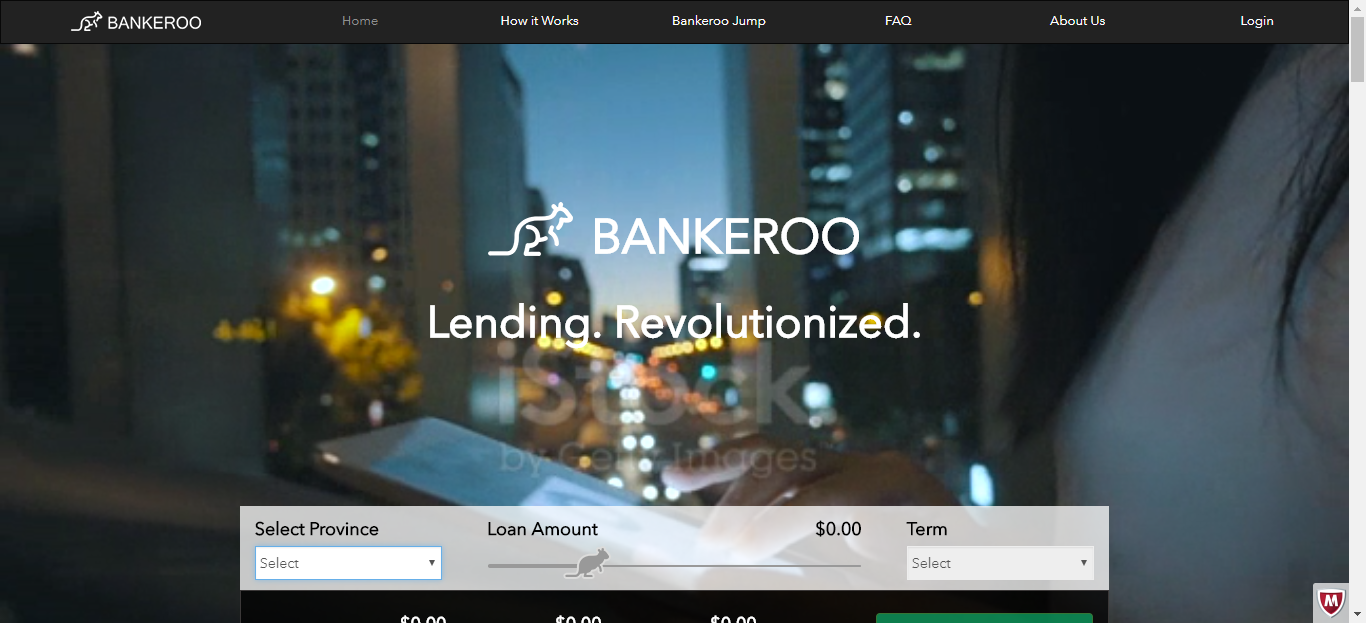 BANKEROO
Home
How it Works
Bankeroo Jump
FAQ
About Us
Login
BANKEROO
Lending. Revolutionized.
iStock
by Getty Images™
Select Province
Loan Amount
$0.00
Term
Select
Select
$0.00
$0.00
$0.00